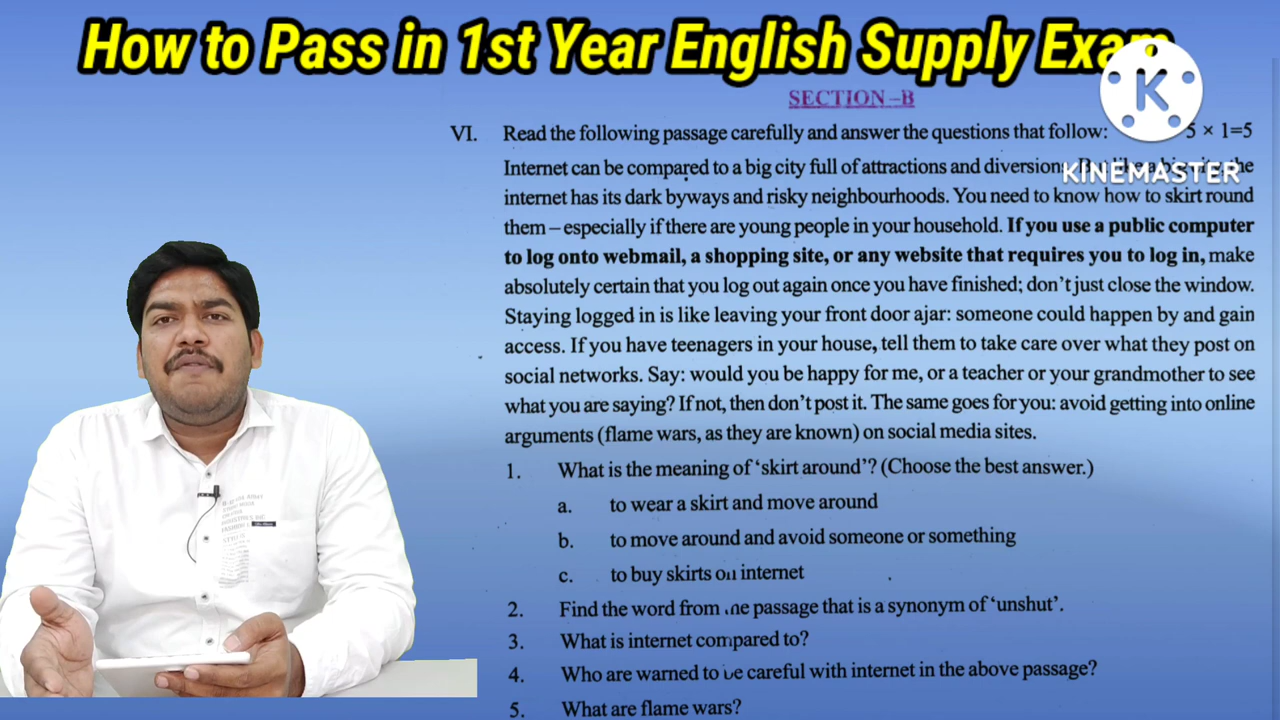 How to Pass in 1st Year English Supply Exam
K
KINEMASTER
SECTION –B
VI. Read the following passage carefully and answer the questions that follow: 5 × 1=5
Internet can be compared to a big city full of attractions and diversions. But like a big city, the
internet has its dark byways and risky neighbourhoods. You need to know how to skirt round
them – especially if there are young people in your household. If you use a public computer
to log onto webmail, a shopping site, or any website that requires you to log in, make
absolutely certain that you log out again once you have finished; don’t just close the window.
Staying logged in is like leaving your front door ajar: someone could happen by and gain
access. If you have teenagers in your house, tell them to take care over what they post on
social networks. Say: would you be happy for me, or a teacher or your grandmother to see
what you are saying? If not, then don’t post it. The same goes for you: avoid getting into online
arguments (flame wars, as they are known) on social media sites.
1. What is the meaning of ‘skirt around’? (Choose the best answer.)
a. to wear a skirt and move around
b. to move around and avoid someone or something
c. to buy skirts on internet
2. Find the word from the passage that is a synonym of ‘unshut’.
3. What is internet compared to?
4. Who are warned to be careful with internet in the above passage?
5. What are flame wars?